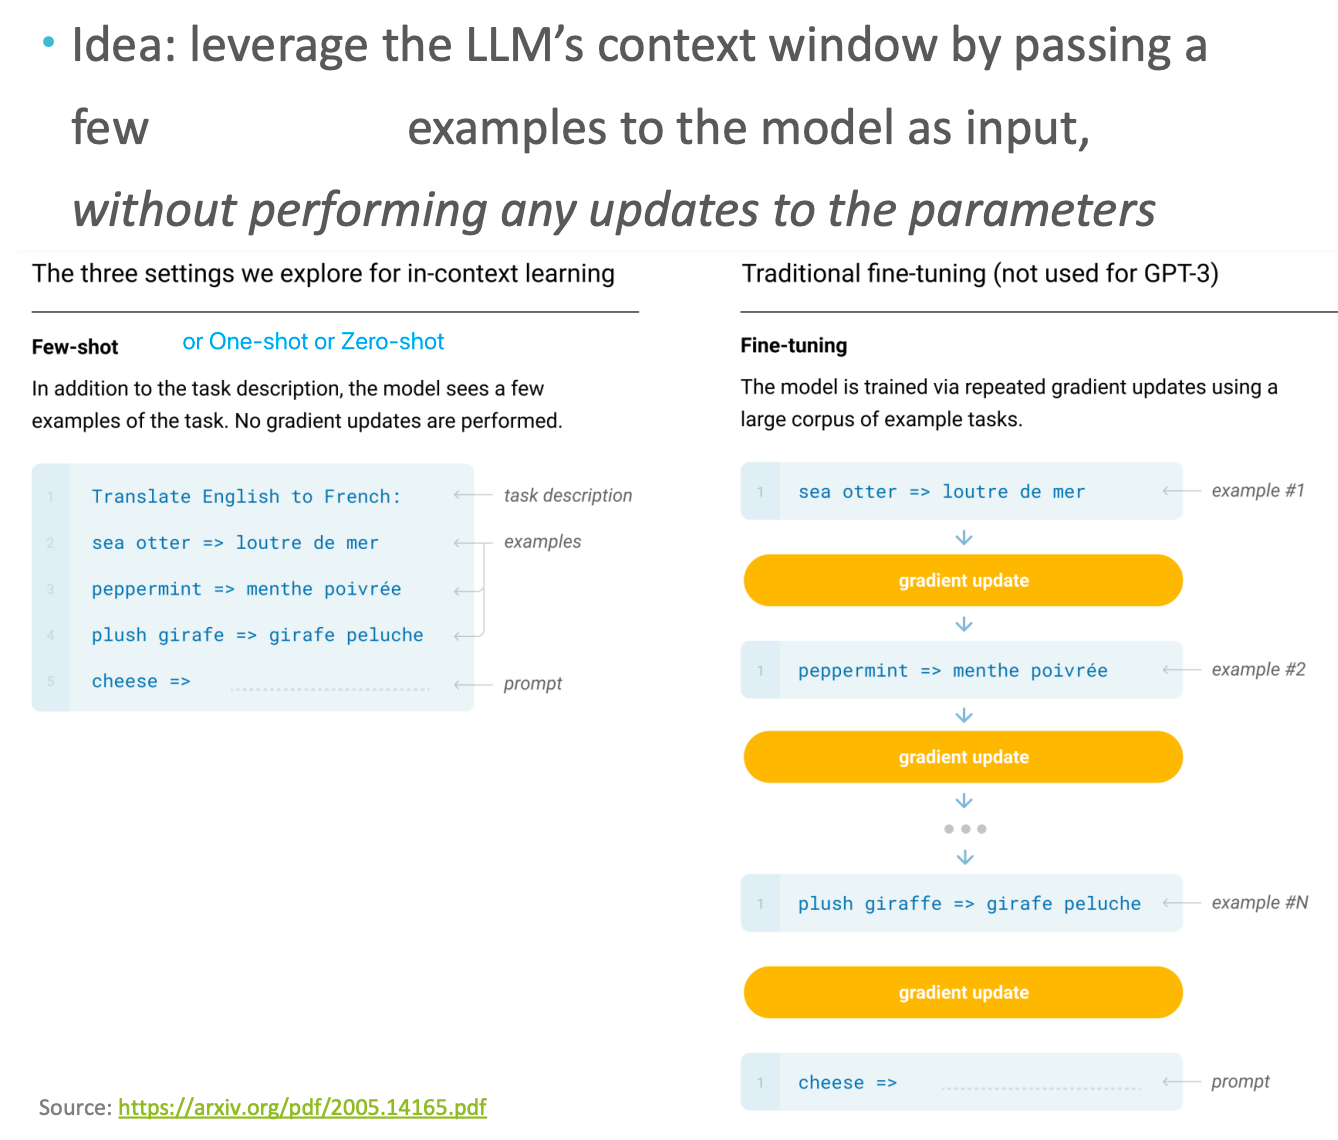 • Idea: leverage the LLM’s context window by passing a
few examples to the model as input,
without performing any updates to the parameters
The three settings we explore for in-context learning
Few-shot or One-shot or Zero-shot
In addition to the task description, the model sees a few
examples of the task. No gradient updates are performed.
1 Translate English to French: task description
2 sea otter => loutre de mer examples
3 peppermint => menthe poivrée
4 plush girafe => girafe peluche
5 cheese => prompt
Traditional fine-tuning (not used for GPT-3)
Fine-tuning
The model is trained via repeated gradient updates using a
large corpus of example tasks.
1 sea otter => loutre de mer example #1
gradient update
1 peppermint => menthe poivrée example #2
gradient update
1 plush giraffe => girafe peluche example #N
gradient update
1 cheese => prompt
Source: https://arxiv.org/pdf/2005.14165.pdf